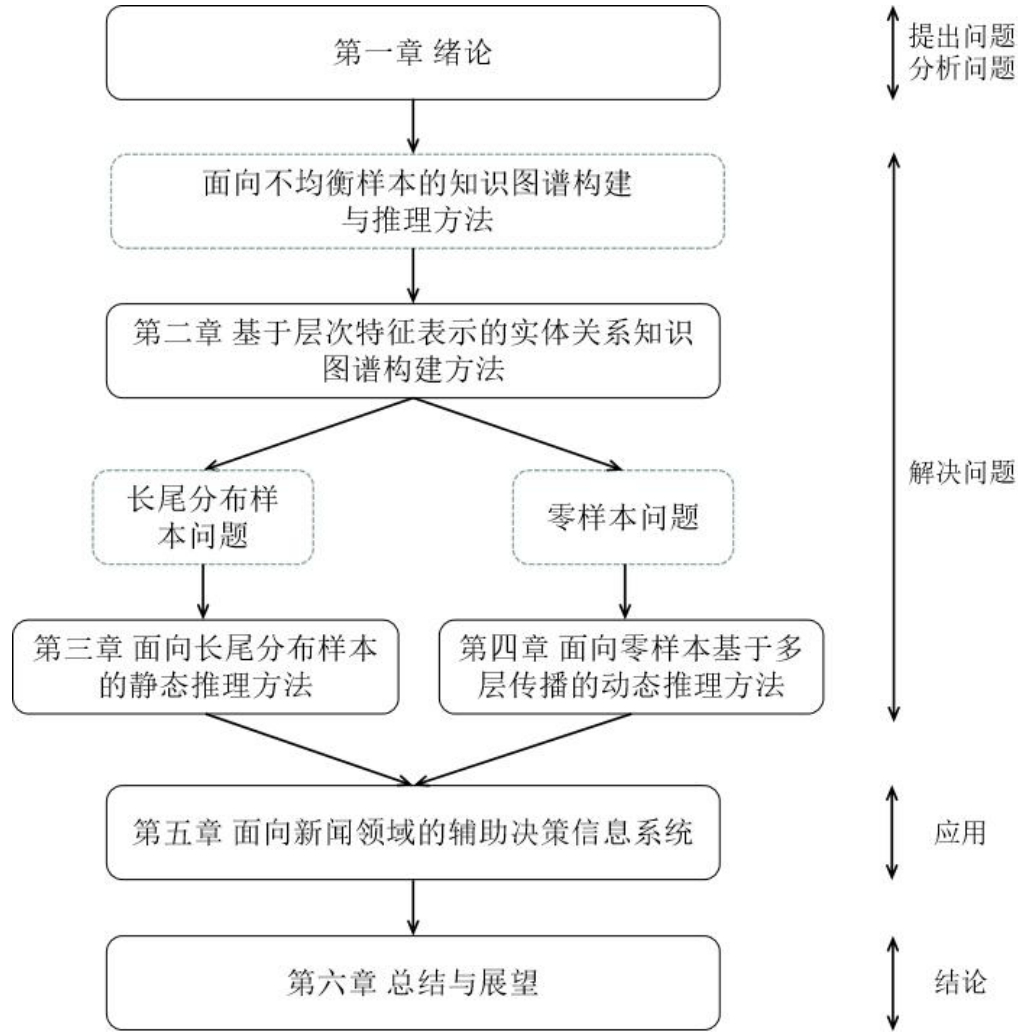 第一章 绪论
提出问题
分析问题
面向不均衡样本的知识图谱构建
与推理方法
第二章 基于层次特征表示的实体关系知识
图谱构建方法
解决问题
长尾分布样
本问题
零样本问题
第三章 面向长尾分布样本
的静态推理方法
第四章 面向零样本基于多
层传播的动态推理方法
第五章 面向新闻领域的辅助决策信息系统
应用
第六章 总结与展望
结论